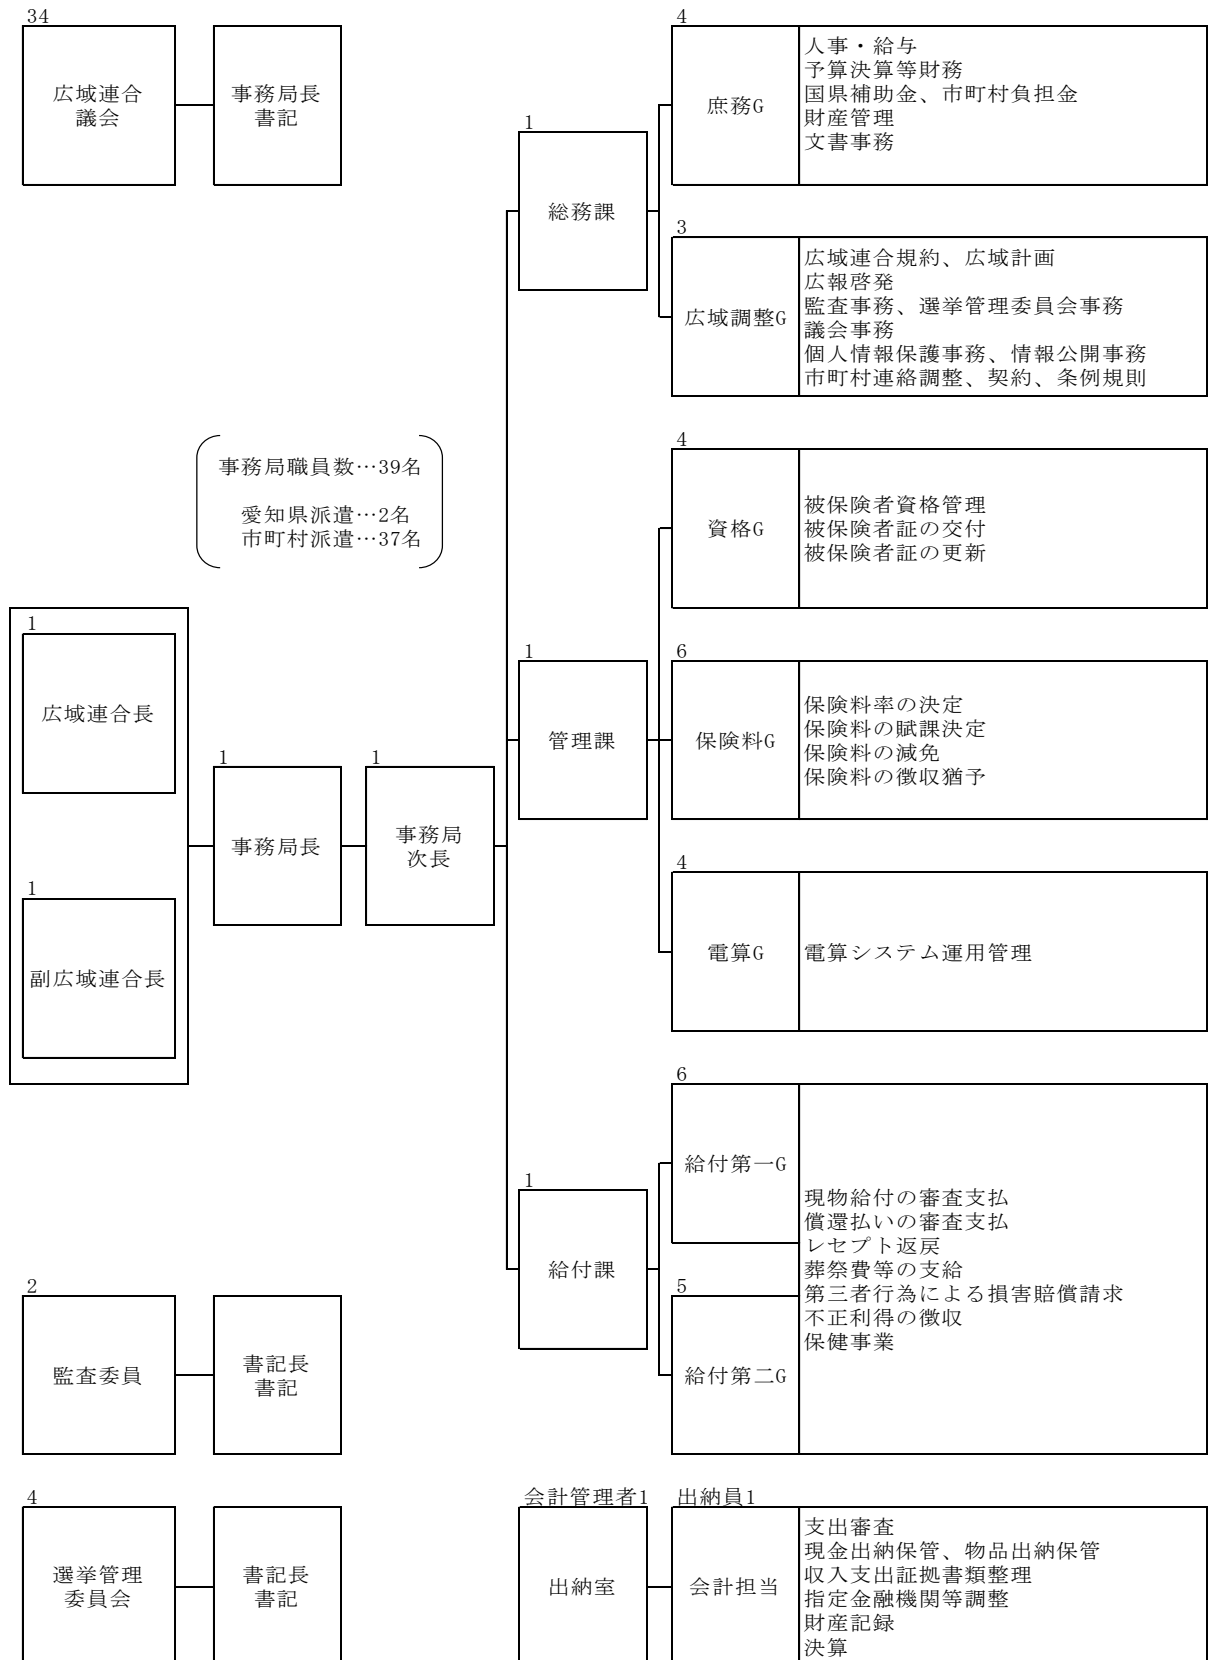 34
広域連合
議会
事務局長
書記
4
庶務G
人事・給与
予算決算等財務
国県補助金、市町村負担金
財産管理
文書事務
1
総務課
3
広域調整G
広域連合規約、広域計画
広報啓発
監査事務、選挙管理委員会事務
議会事務
個人情報保護事務、情報公開事務
市町村連絡調整、契約、条例規則
事務局職員数…39名
愛知県派遣…2名
市町村派遣…37名
4
資格G
被保険者資格管理
被保険者証の交付
被保険者証の更新
1
広域連合長
1
副広域連合長
1
事務局長
1
事務局
次長
1
管理課
6
保険料G
保険料率の決定
保険料の賦課決定
保険料の減免
保険料の徴収猶予
4
電算G
電算システム運用管理
1
給付課
6
給付第一G
5
給付第二G
現物給付の審査支払
償還払いの審査支払
レセプト返戻
葬祭費等の支給
第三者行為による損害賠償請求
不正利得の徴収
保健事業
2
監査委員
書記長
書記
4
選挙管理
委員会
書記長
書記
会計管理者1
出納室
出納員1
会計担当
支出審査
現金出納保管、物品出納保管
収入支出証拠書類整理
指定金融機関等調整
財産記録
決算